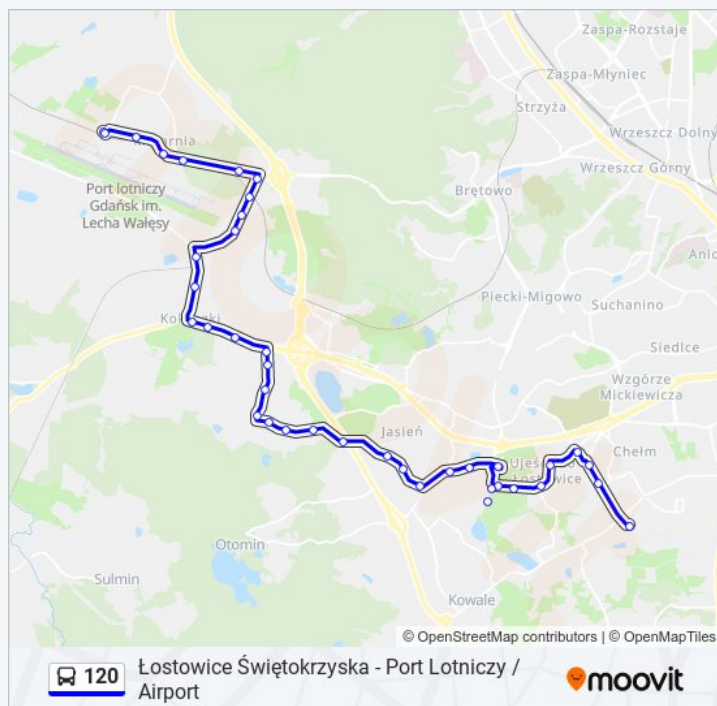 Zaspa-Rozstaje
Zaspa-Młyniec
Strzyża
Wrzeszcz Dolny
Wrzeszcz Górny
Port lotniczy
Gdańsk im.
Lecha Wałęsy
Brętowo
Piecki-Migowo
Suchanino
Siedlce
Wzgórze
Mickiewicza
Jasień
Chełm
Otomin
Sulmin
Kowale
© OpenStreetMap contributors | © OpenMapTiles
120 Łostowice Świętokrzyska - Port Lotniczy /
Airport
moovit